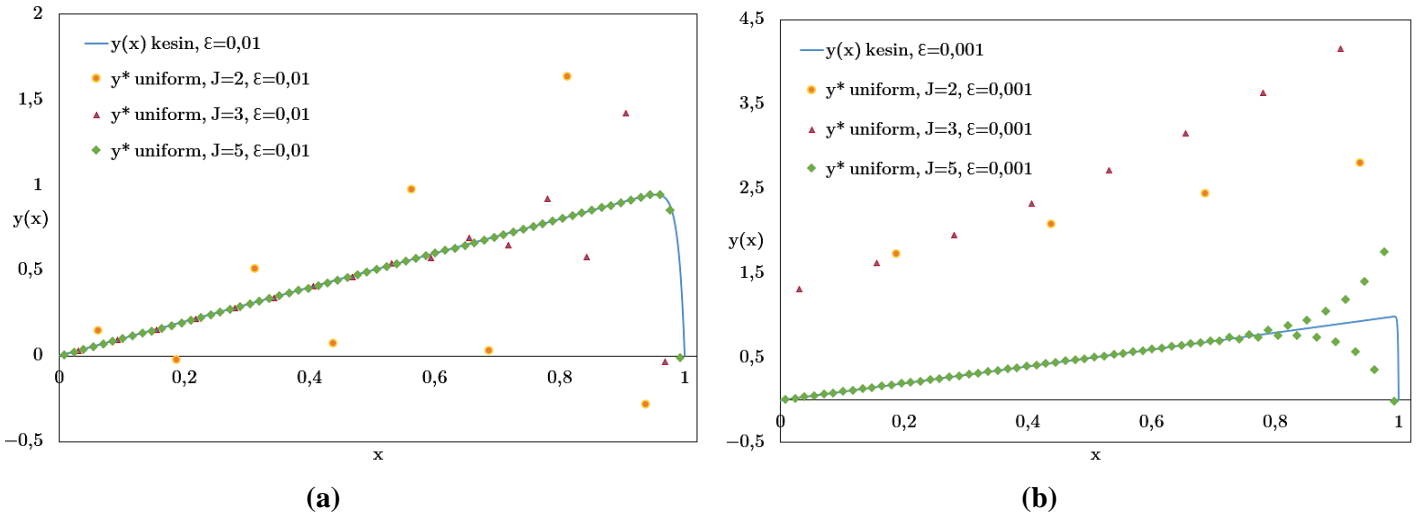 2
1,5
1
y(x)
0,5
0
−0,5
0
0,2
0,4
0,6
0,8
1
x
y(x) kesin, Ɛ=0,01
y* uniform, J=2, Ɛ=0,01
y* uniform, J=3, Ɛ=0,01
y* uniform, J=5, Ɛ=0,01
(a)
4,5
3,5
2,5
y(x)
1,5
0,5
−0,5
0
0,2
0,4
0,6
0,8
1
x
y(x) kesin, Ɛ=0,001
y* uniform, J=2, Ɛ=0,001
y* uniform, J=3, Ɛ=0,001
y* uniform, J=5, Ɛ=0,001
(b)